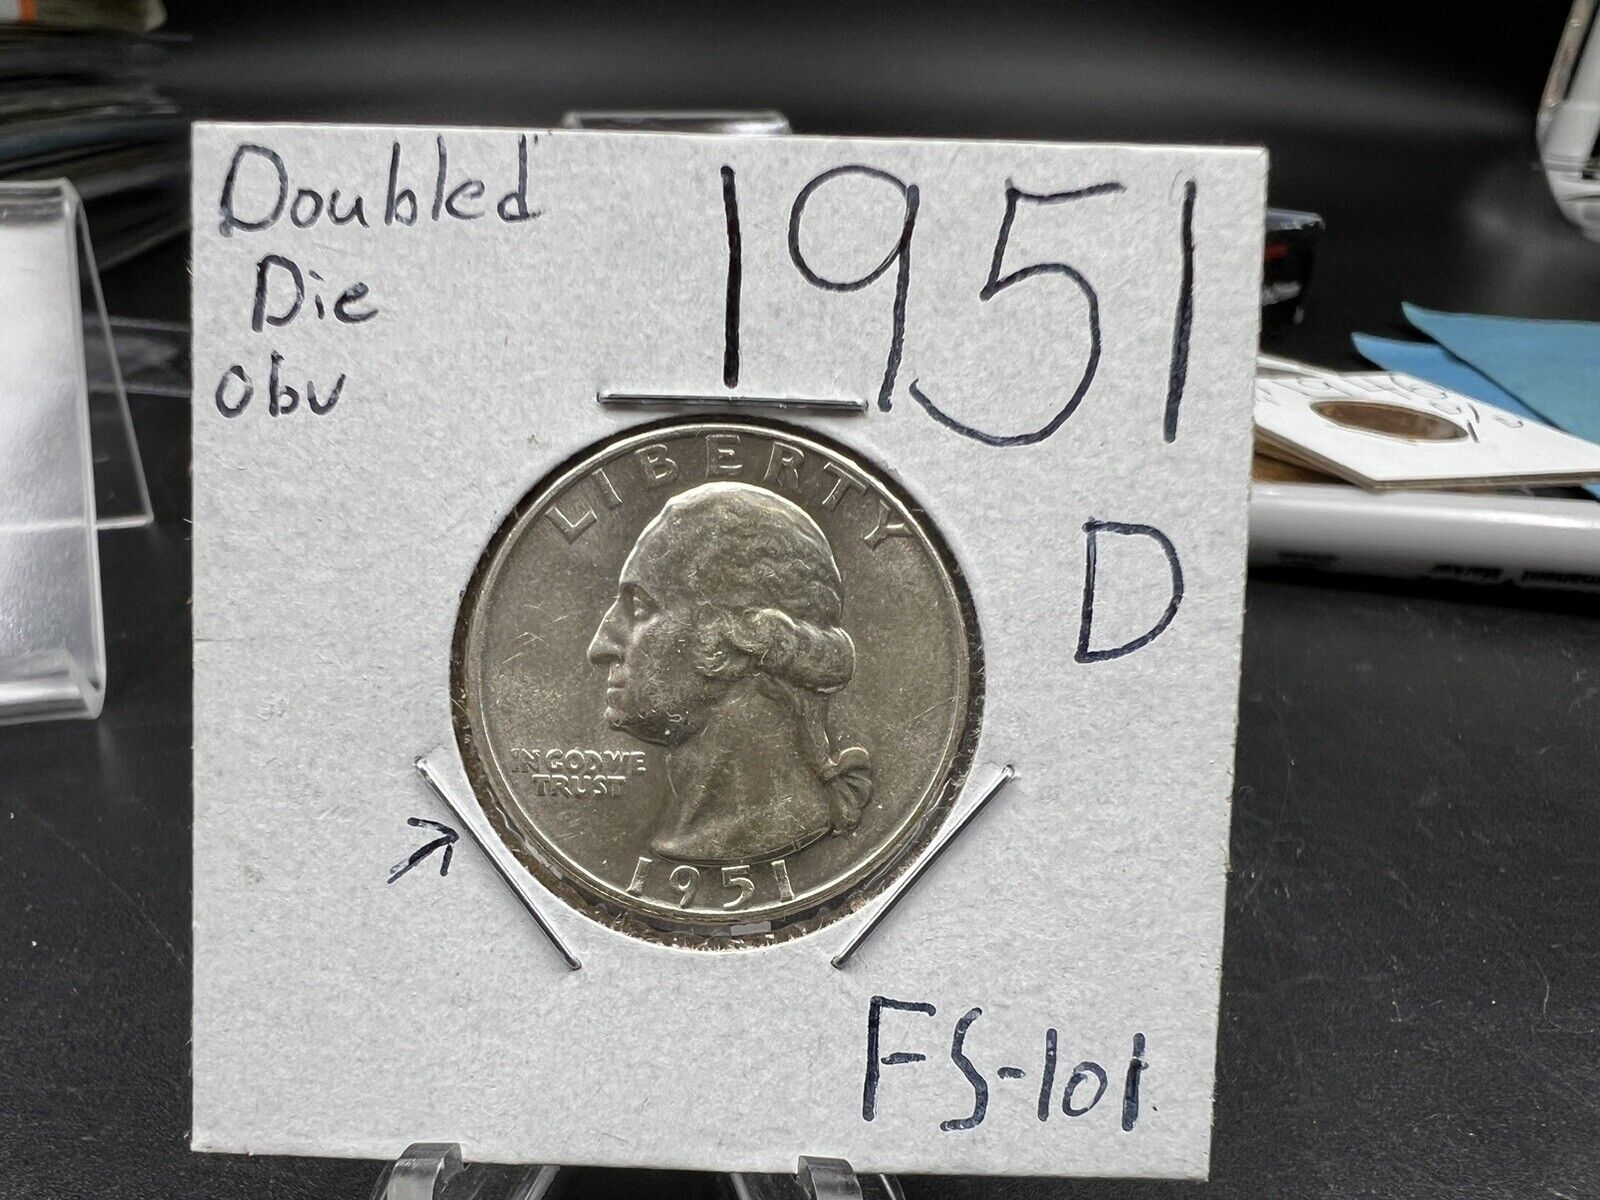 Doubled
Die
Obv
1951
D
LIBERTY
IN GOD WE
TRUST
1951
FS-101